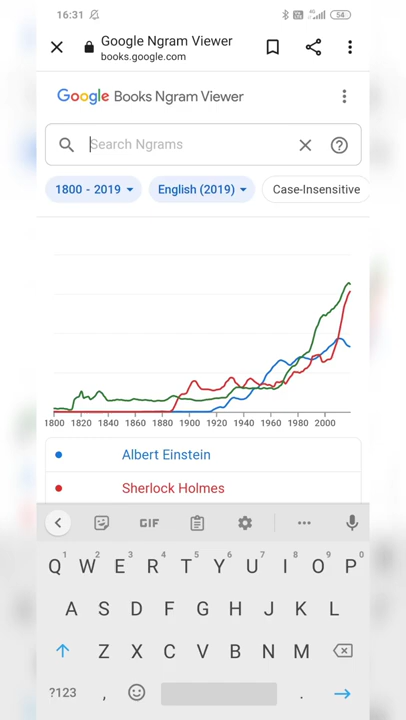 16:31
4G
54
Google Ngram Viewer
books.google.com
Google Books Ngram Viewer
Search Ngrams
1800 - 2019
English (2019)
Case-Insensitive
1800 1820 1840 1860 1880 1900 1920 1940 1960 1980 2000
Albert Einstein
Sherlock Holmes
GIF
1 2 3 4 5 6 7 8 9 0
Q W E R T Y U I O P
A S D F G H J K L
Z X C V B N M
?123 , .